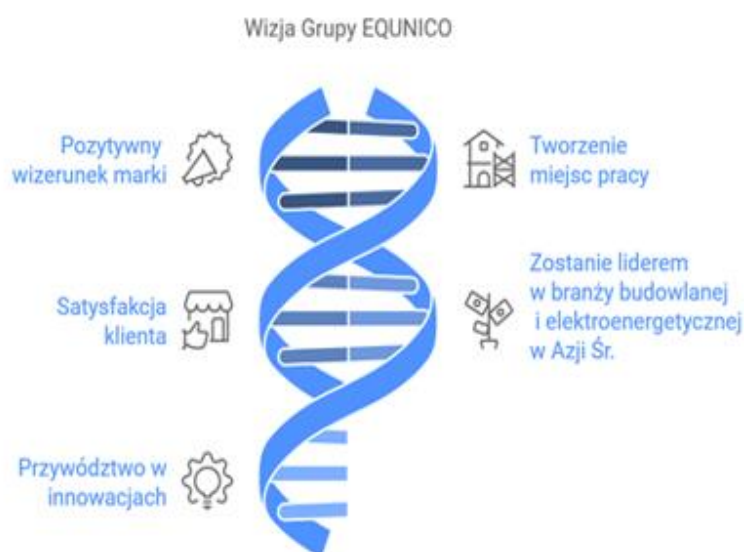 Wizja Grupy EQUNICO
Pozytywny
wizerunek marki
Tworzenie
miejsc pracy
Satysfakcja
klienta
Zostanie liderem
w branży budowlanej
i elektroenergetycznej
w Azji Śr.
Przywództwo w
innowacjach